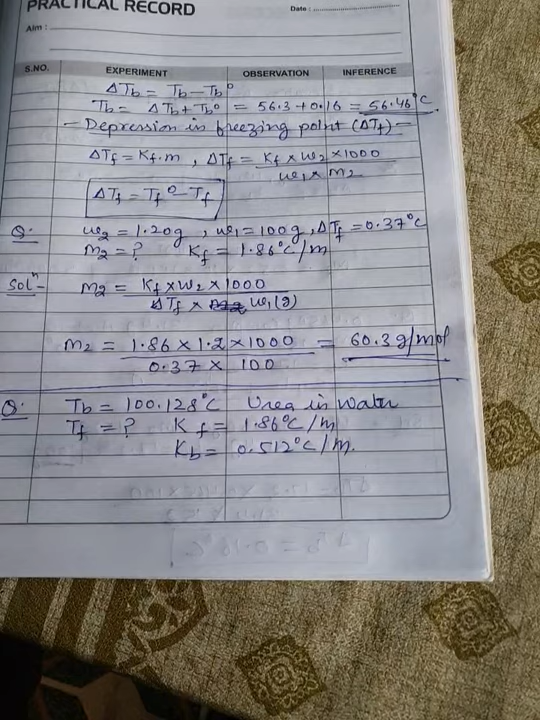 PRACTICAL RECORD
Date :
Aim :
S.NO. EXPERIMENT OBSERVATION INFERENCE
ΔTb = Tb - Tb°
Tb = ΔTb + Tb° = 56.3 + 0.16 = 56.46°C
- Depression in freezing point (ΔTf) -
ΔTf = Kf.m , ΔTf = Kf × w2 × 1000
w1 × M2
ΔTf = Tf° - Tf
Q: w2 = 1.20g , w1 = 100g , ΔTf = 0.37°C
M2 = ? Kf = 1.86°C/m
Solⁿ- M2 = Kf × w2 × 1000
ΔTf × w1(g)
M2 = 1.86 × 1.2 × 1000 = 60.3 g/mol
0.37 × 100
Q: Tb = 100.128°C Urea in water
Tf = ? Kf = 1.86°C/m
Kb = 0.512°C/m.